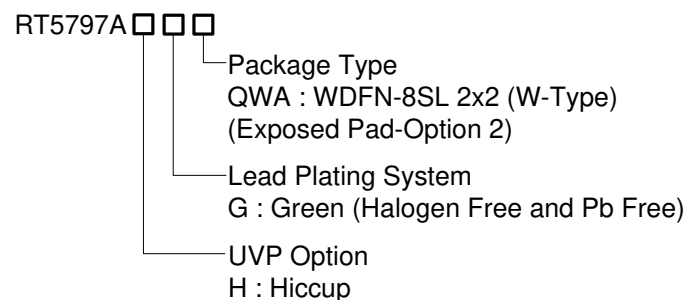 RT5797A□□□
Package Type
QWA : WDFN-8SL 2x2 (W-Type)
(Exposed Pad-Option 2)
Lead Plating System
G : Green (Halogen Free and Pb Free)
UVP Option
H : Hiccup